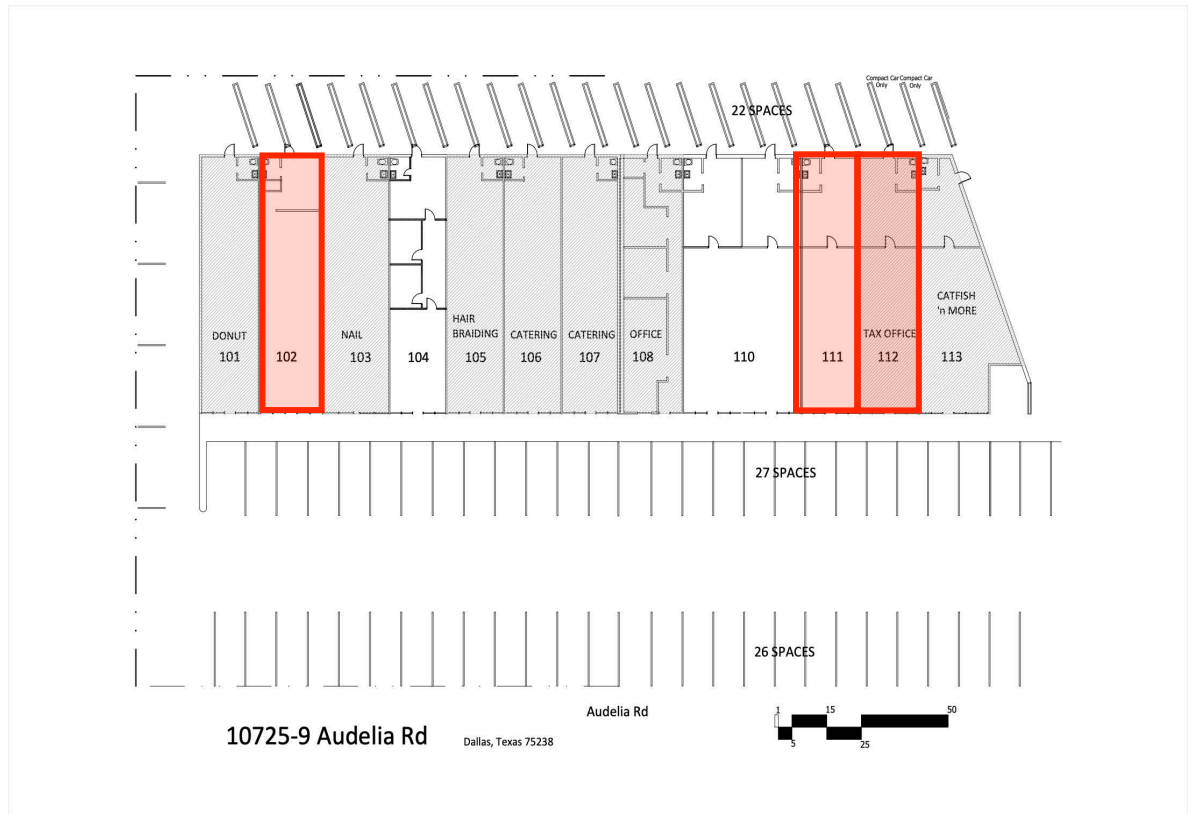 Compact Car Compact Car
Only Only
22 SPACES
DONUT
101
102
NAIL
103
104
HAIR
BRAIDING
105
CATERING
106
CATERING
107
OFFICE
108
110
111
TAX OFFICE
112
CATFISH
'n MORE
113
27 SPACES
26 SPACES
Audelia Rd
10725-9 Audelia Rd
Dallas, Texas 75238
1 15 50
5 25